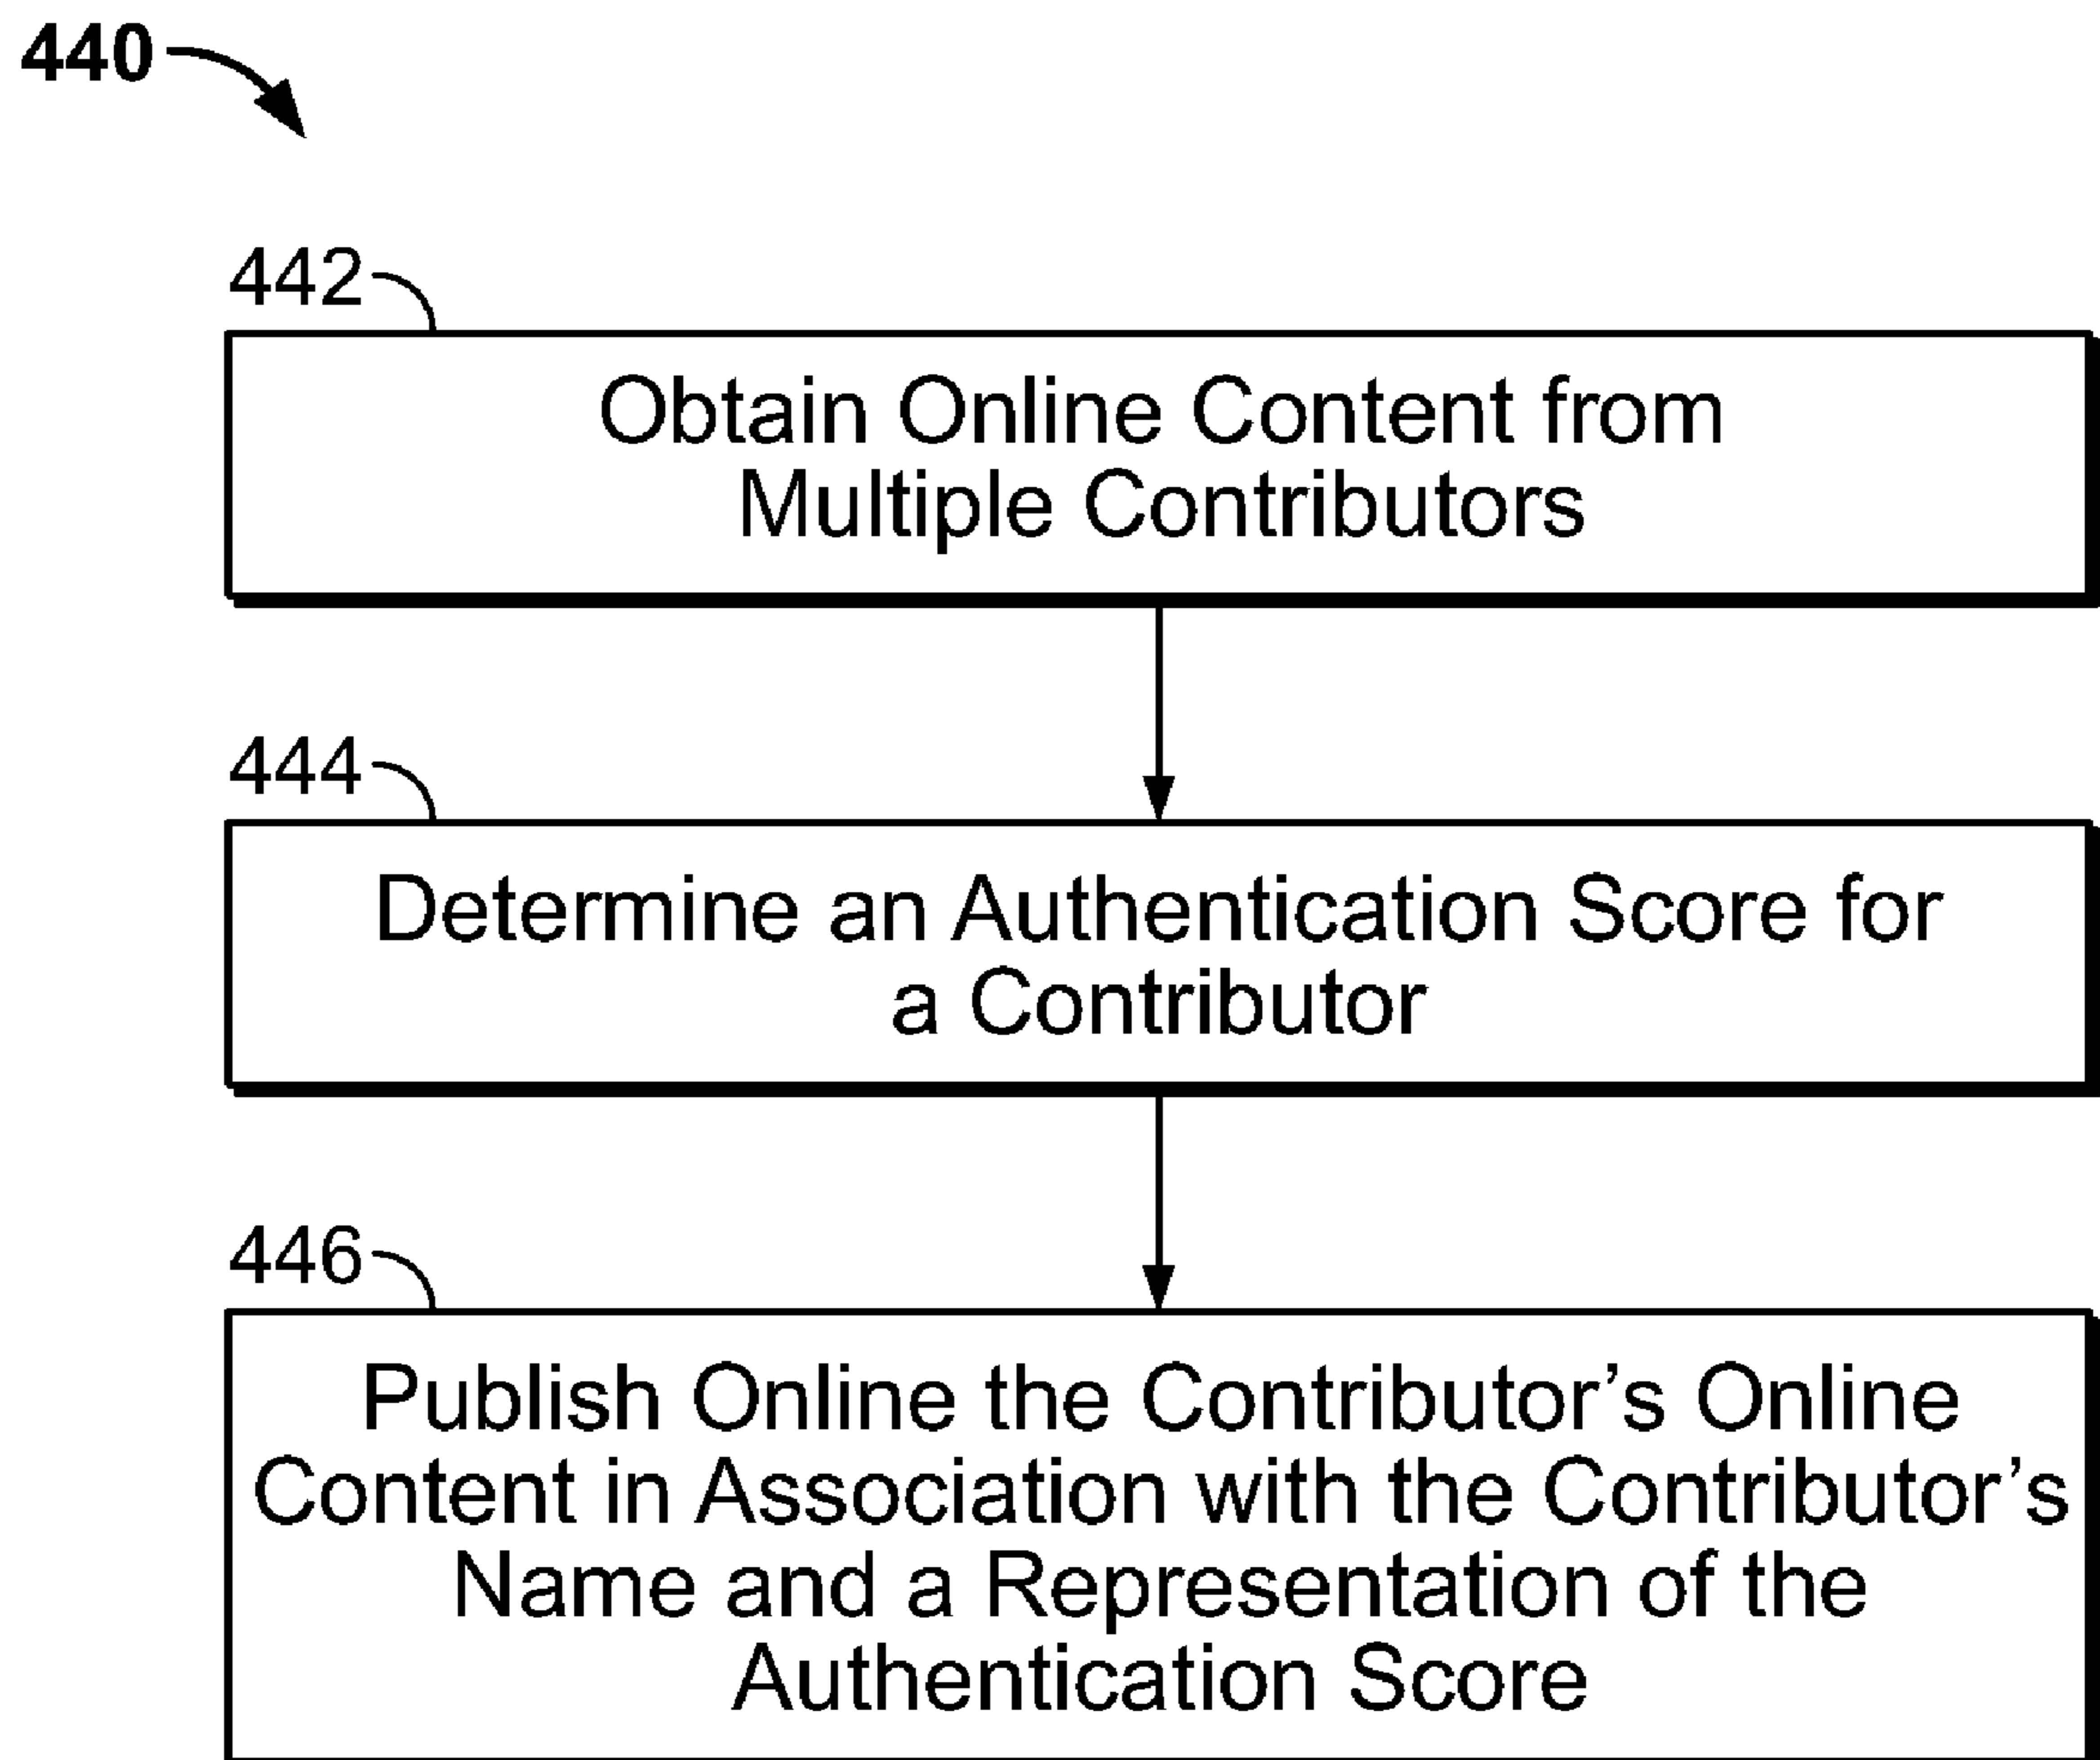 440
442
Obtain Online Content from
Multiple Contributors
444
Determine an Authentication Score for
a Contributor
446
Publish Online the Contributor’s Online
Content in Association with the Contributor’s
Name and a Representation of the
Authentication Score